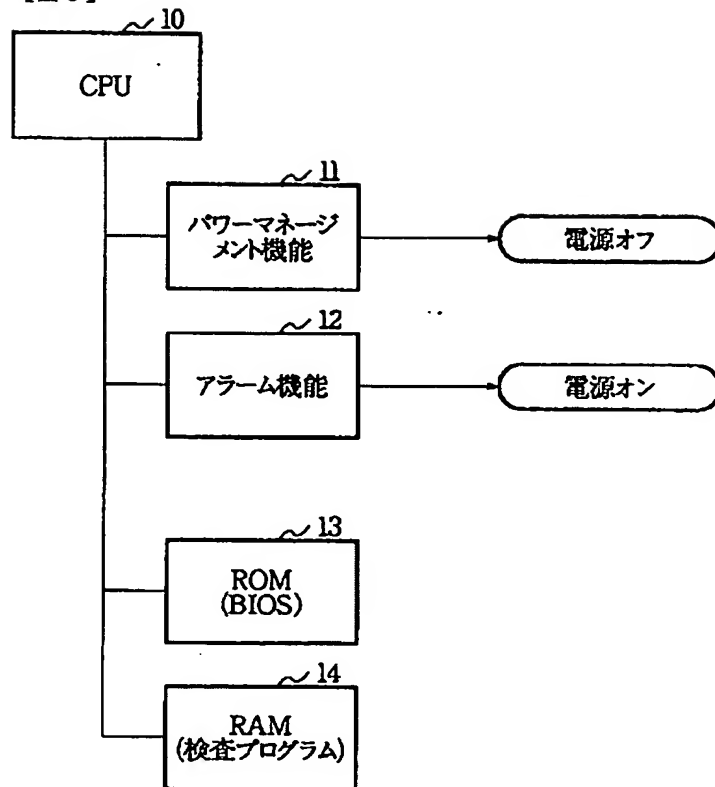 10
CPU
11
パワーマネージ
メント機能
電源オフ
12
アラーム機能
電源オン
13
ROM
(BIOS)
14
RAM
(検査プログラム)